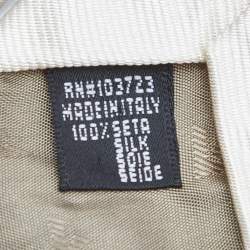 RN#103723
MADE IN ITALY
100% SETA
SILK
SOIE
SEIDE